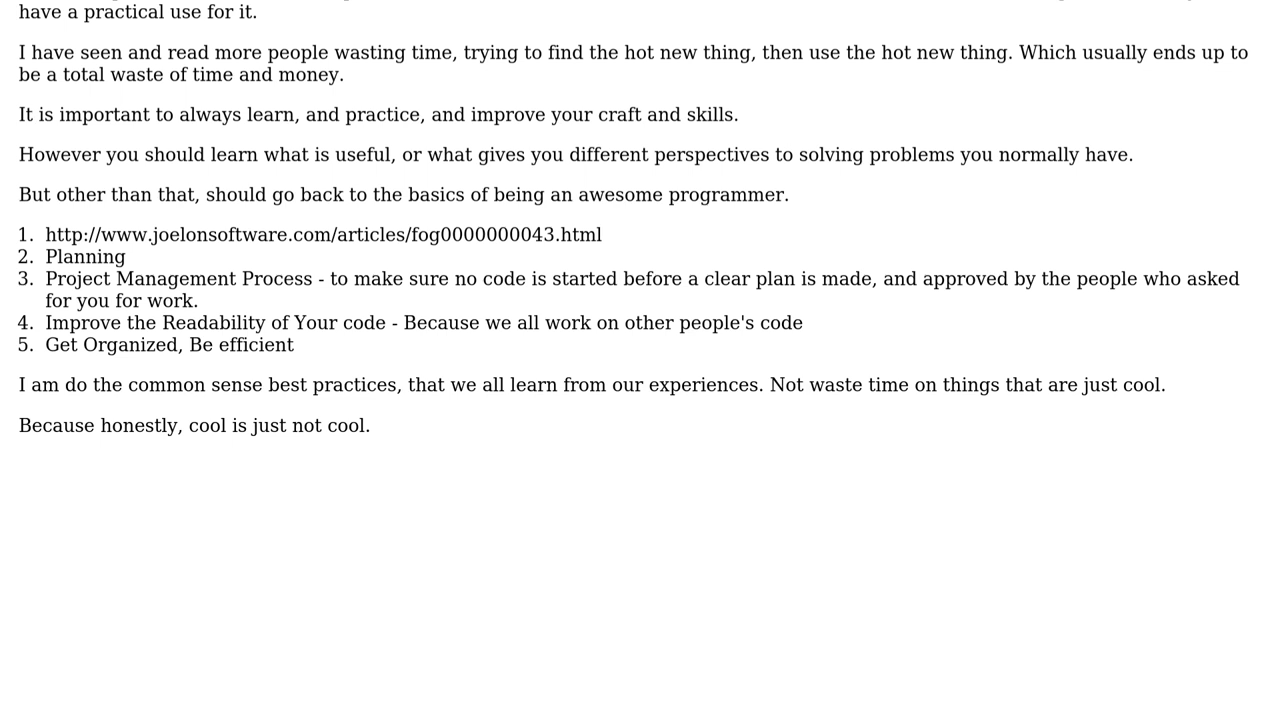 have a practical use for it.
I have seen and read more people wasting time, trying to find the hot new thing, then use the hot new thing. Which usually ends up to
be a total waste of time and money.
It is important to always learn, and practice, and improve your craft and skills.
However you should learn what is useful, or what gives you different perspectives to solving problems you normally have.
But other than that, should go back to the basics of being an awesome programmer.
1. http://www.joelonsoftware.com/articles/fog0000000043.html
2. Planning
3. Project Management Process - to make sure no code is started before a clear plan is made, and approved by the people who asked
for you for work.
4. Improve the Readability of Your code - Because we all work on other people's code
5. Get Organized, Be efficient
I am do the common sense best practices, that we all learn from our experiences. Not waste time on things that are just cool.
Because honestly, cool is just not cool.